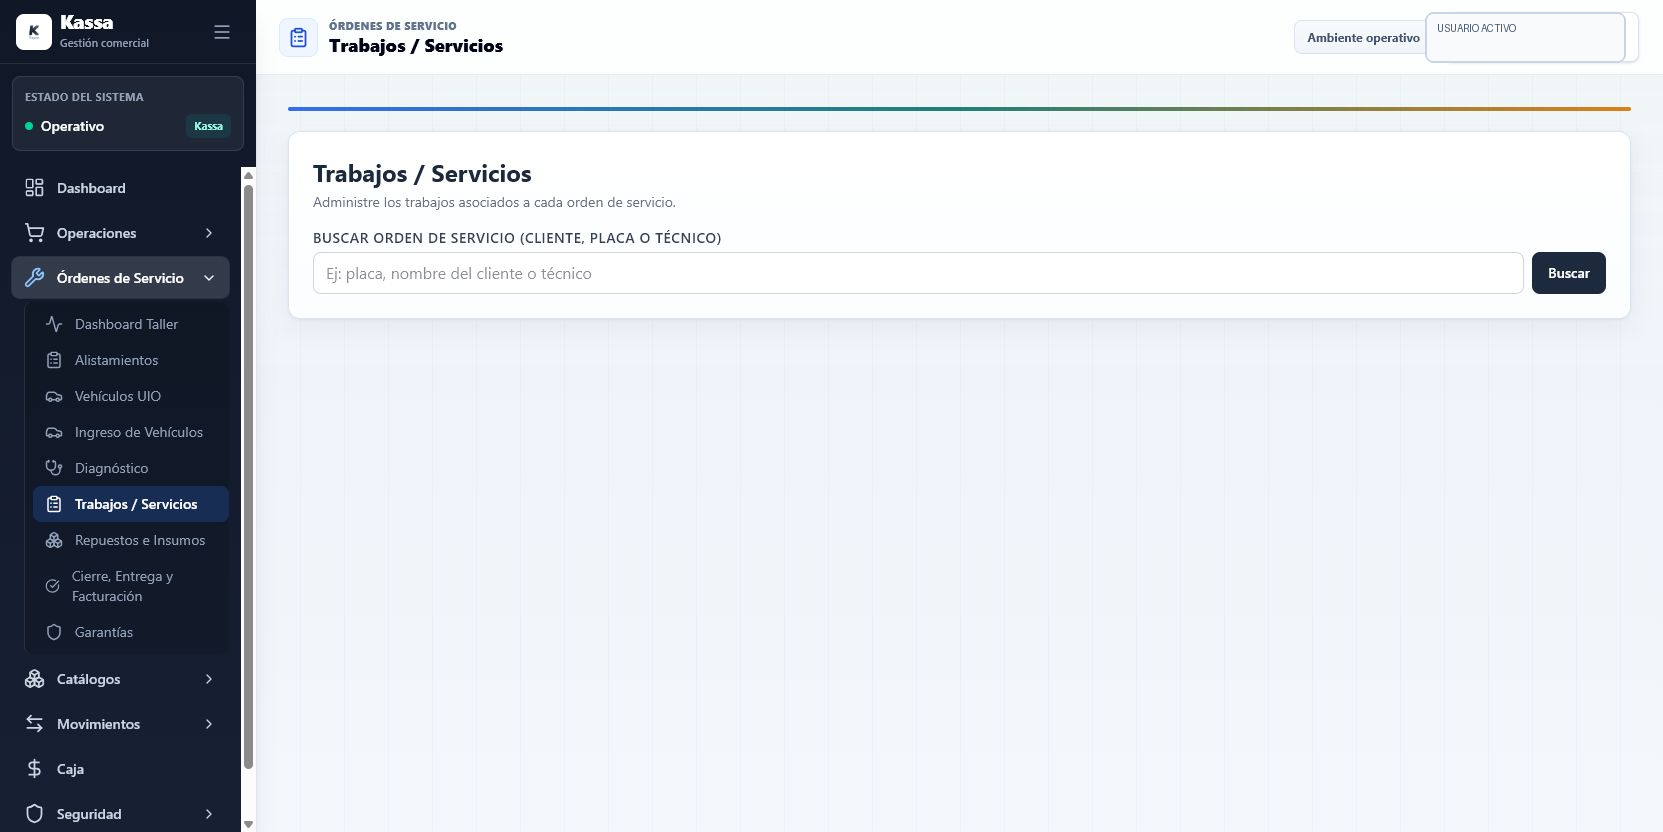 Kassa
Gestión comercial
ESTADO DEL SISTEMA
Operativo
Kassa
Dashboard
Operaciones
Órdenes de Servicio
Dashboard Taller
Alistamientos
Vehículos UIO
Ingreso de Vehículos
Diagnóstico
Trabajos / Servicios
Repuestos e Insumos
Cierre, Entrega y
Facturación
Garantías
Catálogos
Movimientos
Caja
Seguridad
ÓRDENES DE SERVICIO
Trabajos / Servicios
Ambiente operativo
USUARIO ACTIVO
Trabajos / Servicios
Administre los trabajos asociados a cada orden de servicio.
BUSCAR ORDEN DE SERVICIO (CLIENTE, PLACA O TÉCNICO)
Ej: placa, nombre del cliente o técnico
Buscar